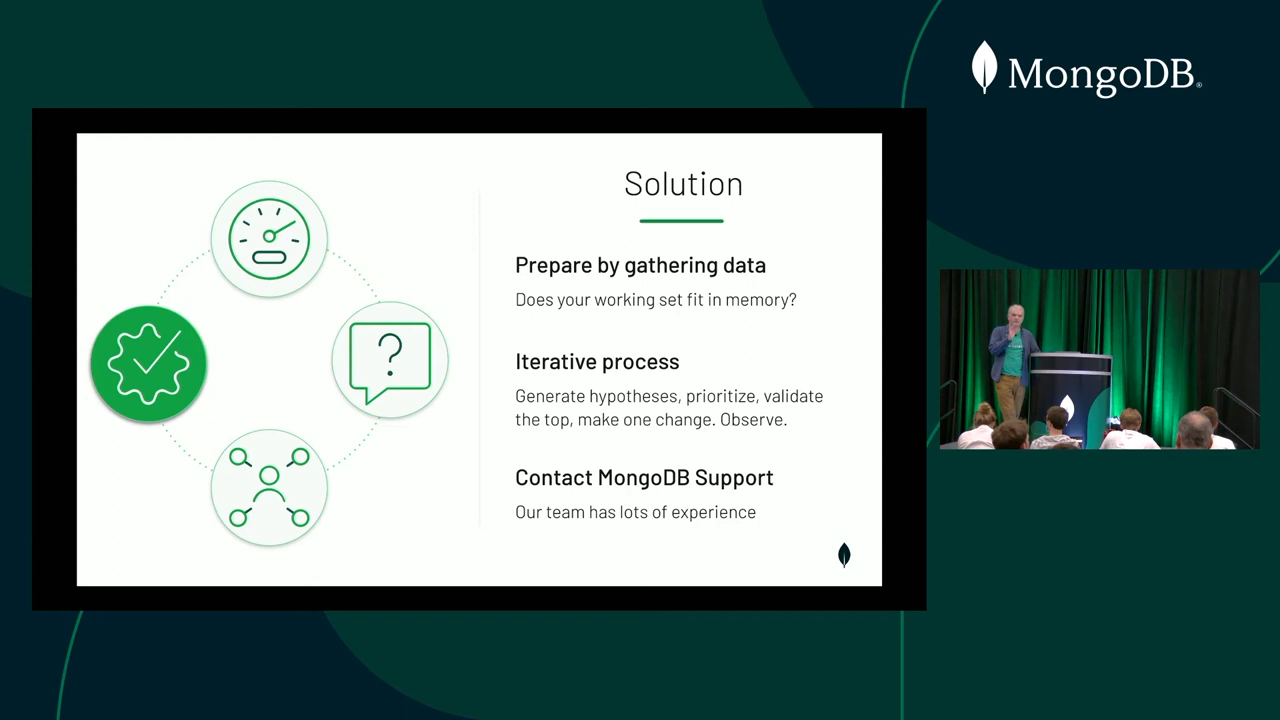 MongoDB®
Solution
Prepare by gathering data
Does your working set fit in memory?
Iterative process
Generate hypotheses, prioritize, validate
the top, make one change. Observe.
Contact MongoDB Support
Our team has lots of experience